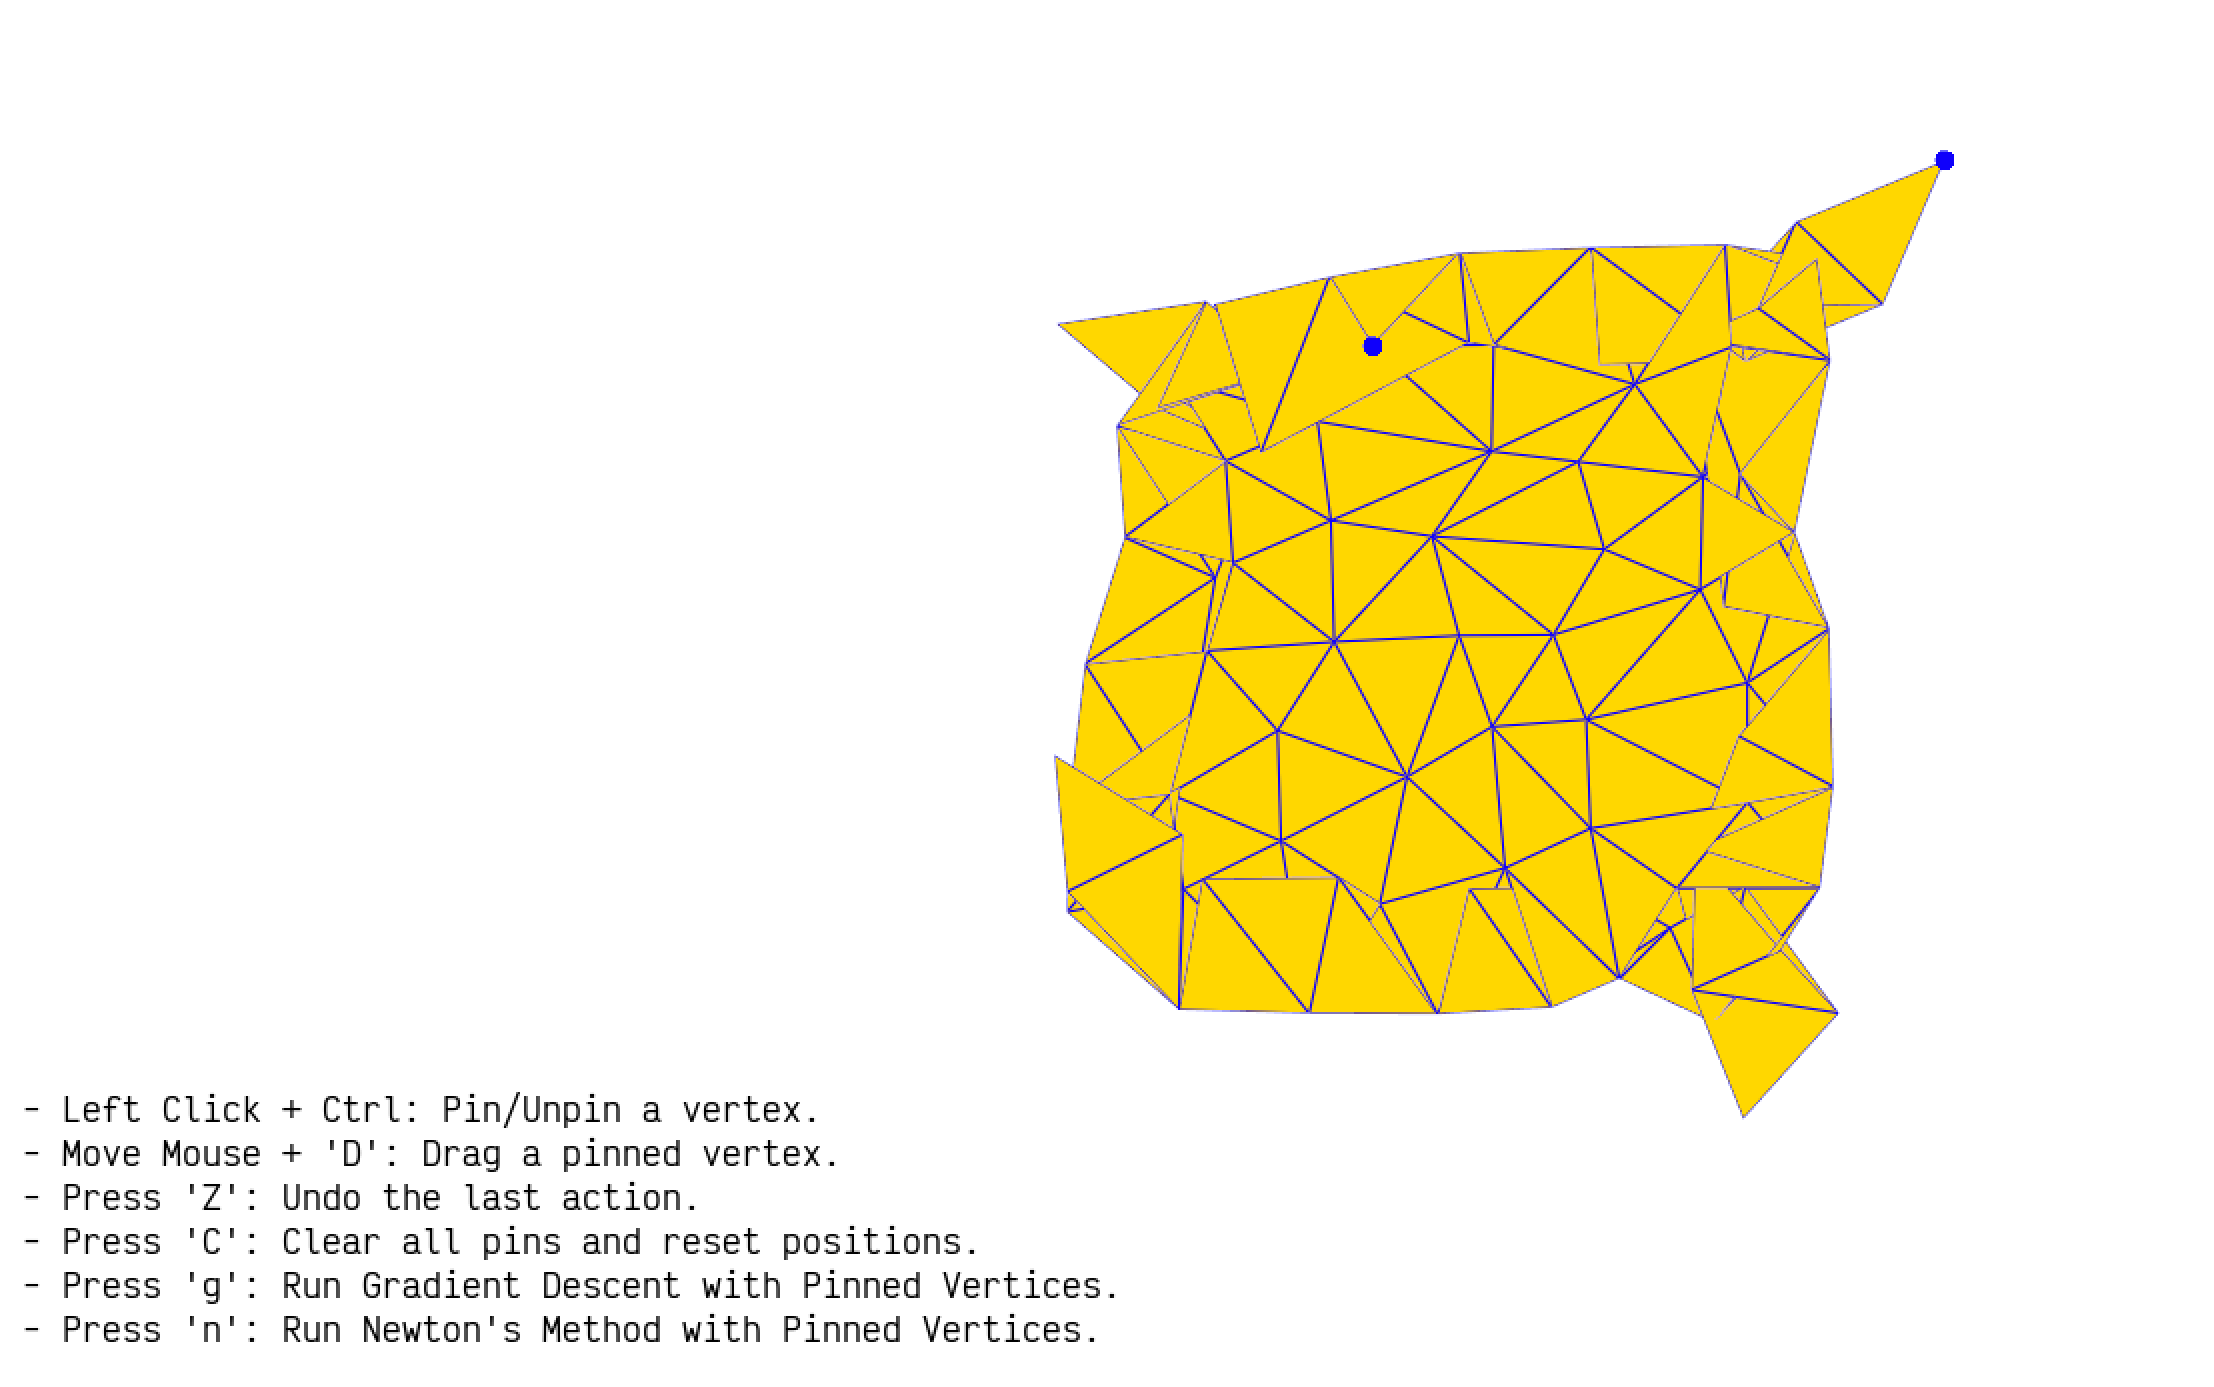 - Left Click + Ctrl: Pin/Unpin a vertex.
- Move Mouse + 'D': Drag a pinned vertex.
- Press 'Z': Undo the last action.
- Press 'C': Clear all pins and reset positions.
- Press 'g': Run Gradient Descent with Pinned Vertices.
- Press 'n': Run Newton's Method with Pinned Vertices.